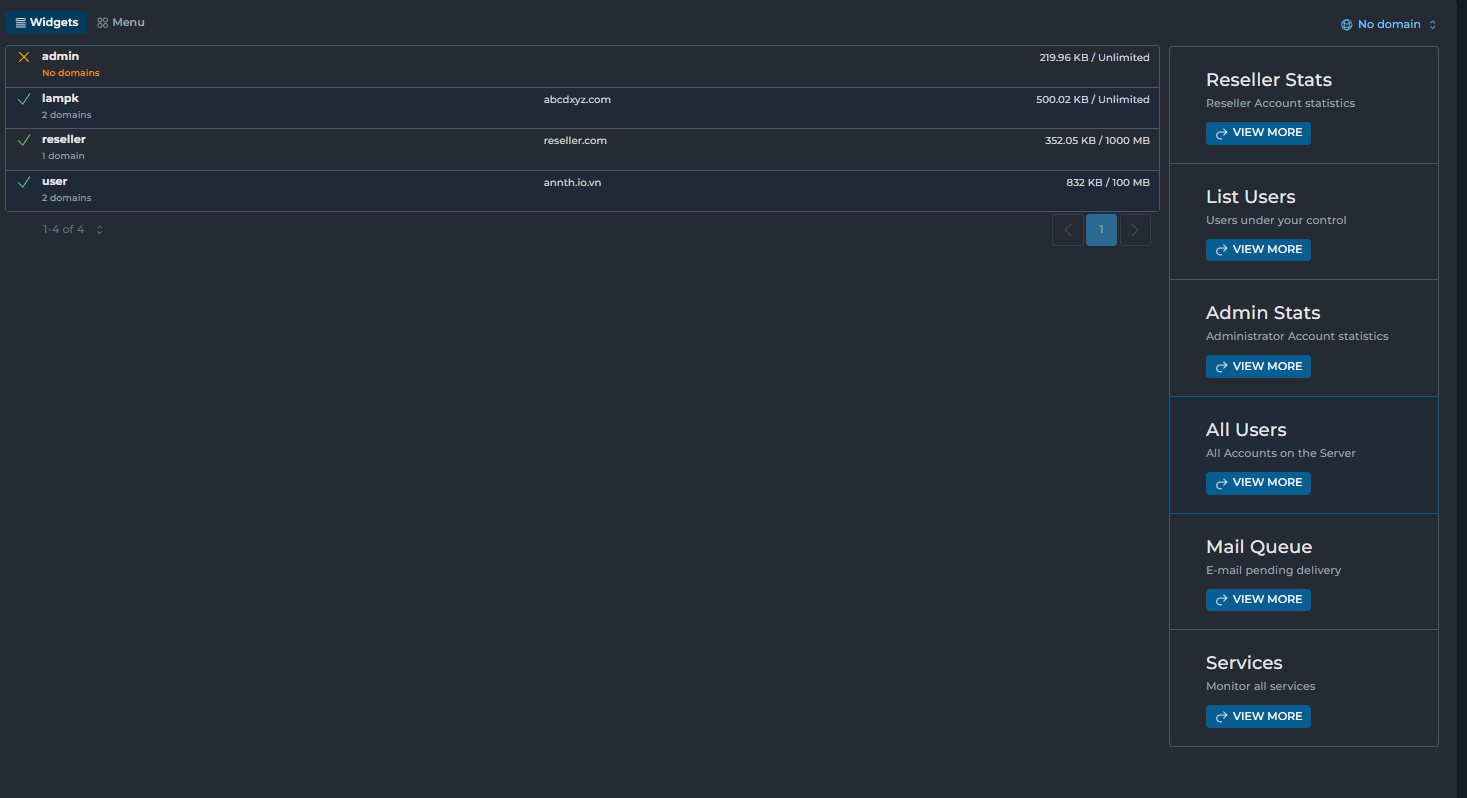 Widgets
Menu
No domain
admin
219.96 KB / Unlimited
No domains
lampk
abcdxyz.com
500.02 KB / Unlimited
2 domains
reseller
reseller.com
352.05 KB / 1000 MB
1 domain
user
annth.io.vn
832 KB / 100 MB
2 domains
1-4 of 4
1
Reseller Stats
Reseller Account statistics
VIEW MORE
List Users
Users under your control
VIEW MORE
Admin Stats
Administrator Account statistics
VIEW MORE
All Users
All Accounts on the Server
VIEW MORE
Mail Queue
E-mail pending delivery
VIEW MORE
Services
Monitor all services
VIEW MORE